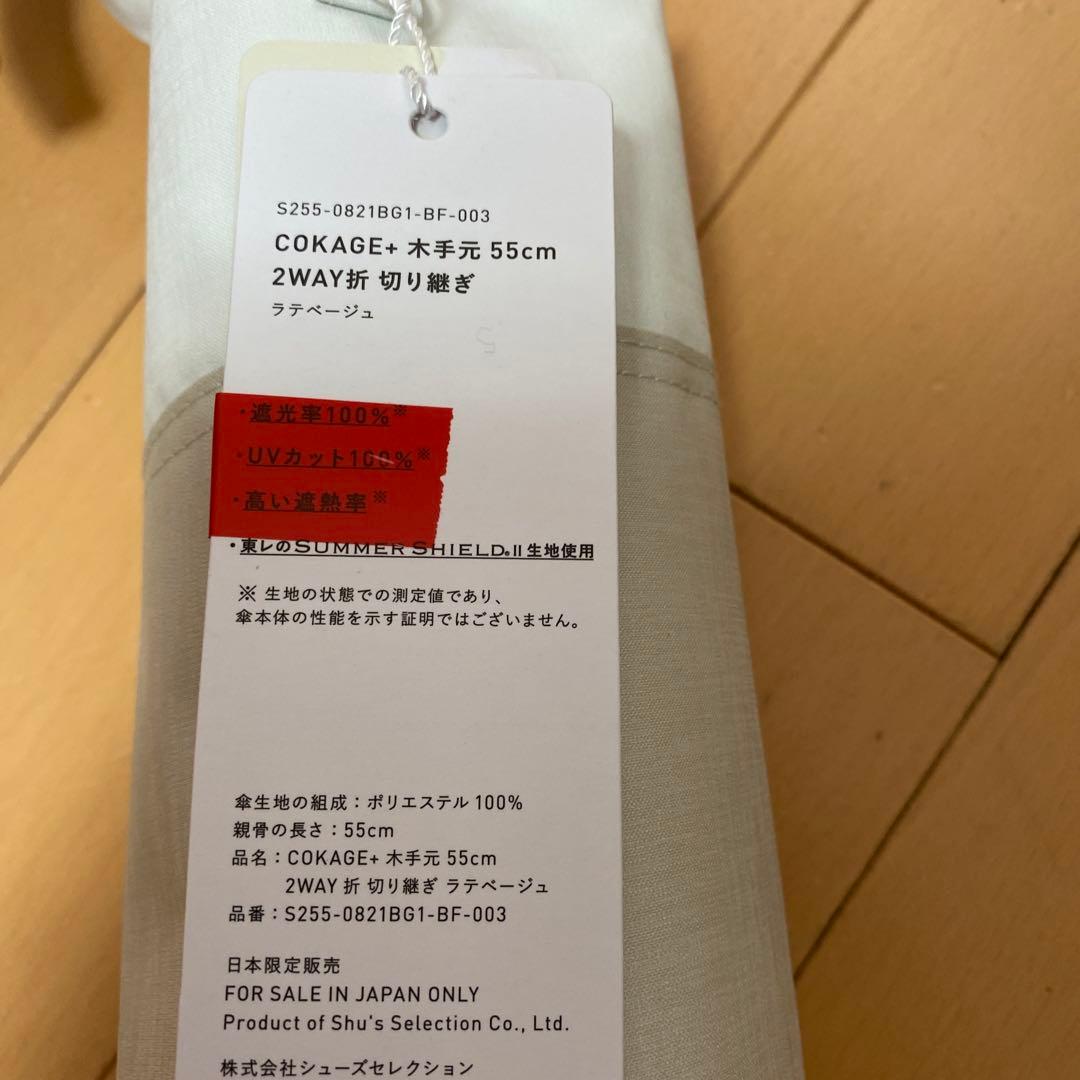 S255-0821BG1-BF-003
COKAGE+ 木手元 55cm
2WAY折 切り継ぎ
ラテベージュ
・遮光率100%※
・UVカット100%※
・高い遮熱率※
・東レのSUMMER SHIELD®II生地使用
※ 生地の状態での測定値であり、
傘本体の性能を示す証明ではございません。
傘生地の組成：ポリエステル100%
親骨の長さ：55cm
品名：COKAGE+ 木手元 55cm
2WAY 折 切り継ぎ ラテベージュ
品番：S255-0821BG1-BF-003
日本限定販売
FOR SALE IN JAPAN ONLY
Product of Shu's Selection Co., Ltd.
株式会社シューズセレクション